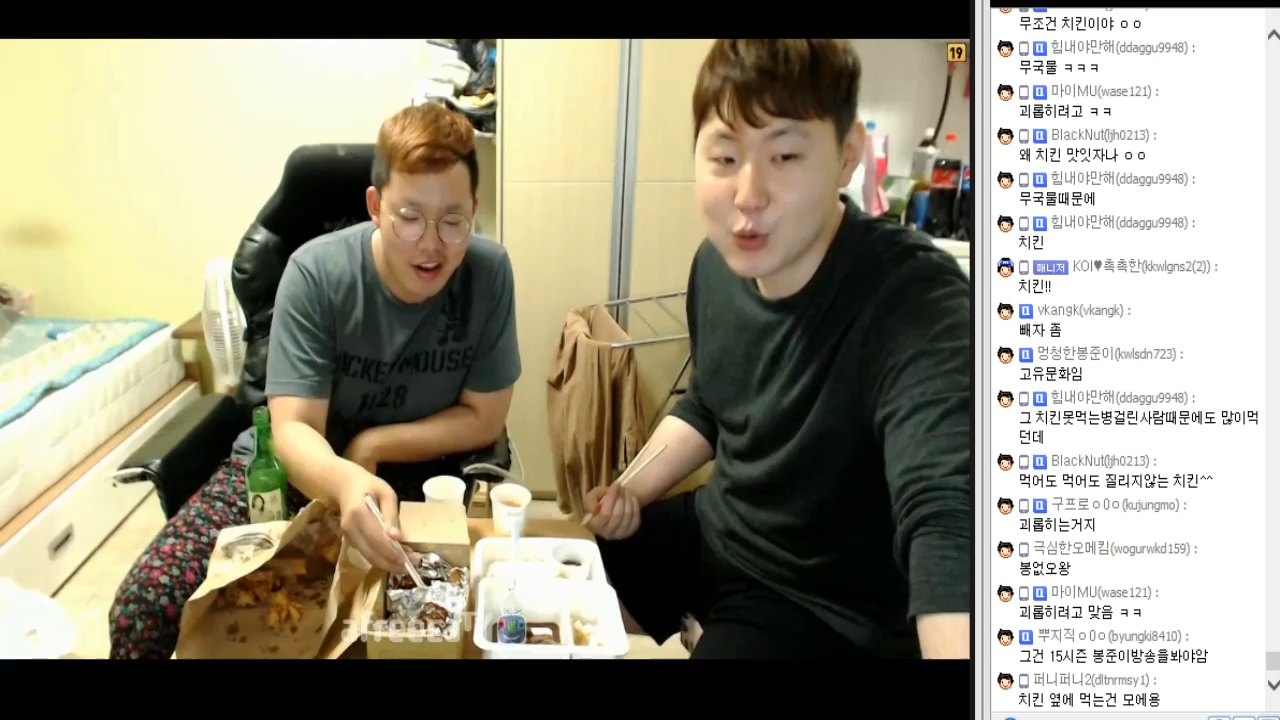 19
afreecaTV
무조건 치킨이야 ㅇㅇ
힘내야만해(ddaggu9948) :
무국물 ㅋㅋㅋ
마이MU(wase121) :
괴롭히려고 ㅋㅋ
BlackNut(ljh0213) :
왜 치킨 맛잇자나 ㅇㅇ
힘내야만해(ddaggu9948) :
무국물때문에
힘내야만해(ddaggu9948) :
치킨
매니저 KOI♥촉촉한(kkwlgns2(2)) :
치킨!!
vkangk(vkangk) :
빼자 좀
멍청한봉준이(kwlsdn723) :
고유문화임
힘내야만해(ddaggu9948) :
그 치킨못먹는병걸린사람때문에도 많이먹
던데
BlackNut(ljh0213) :
먹어도 먹어도 질리지않는 치킨^^
구프로ㅇ0ㅇ(kujungmo) :
괴롭히는거지
극심한오메킴(wogurwkd159) :
봉없오왕
마이MU(wase121) :
괴롭히려고 맞음 ㅋㅋ
뿌지직ㅇ0ㅇ(byungki8410) :
그건 15시즌 봉준이방송을봐야암
퍼니퍼니2(dltnrmsy1) :
치킨 옆에 먹는건 모에용